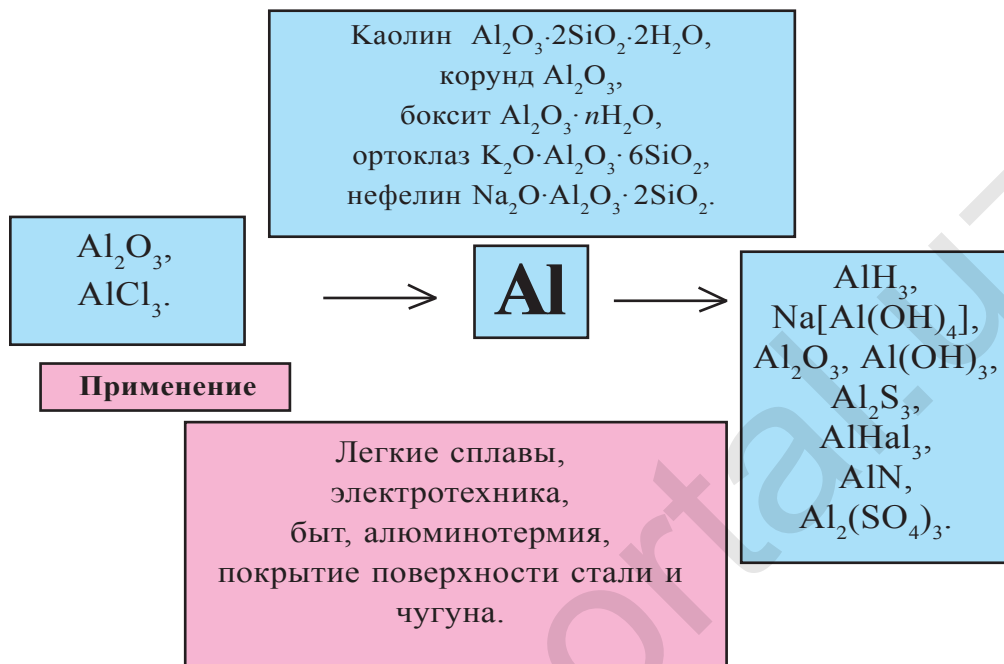 Каолин Al₂O₃·2SiO₂·2H₂O,
корунд Al₂O₃,
боксит Al₂O₃·nH₂O,
ортоклаз K₂O·Al₂O₃·6SiO₂,
нефелин Na₂O·Al₂O₃·2SiO₂.
Al₂O₃,
AlCl₃.
Al
AlH₃,
Na[Al(OH)₄],
Al₂O₃, Al(OH)₃,
Al₂S₃,
AlHal₃,
AlN,
Al₂(SO₄)₃.
Применение
Легкие сплавы,
электротехника,
быт, алюминотермия,
покрытие поверхности стали и
чугуна.
ortal.u